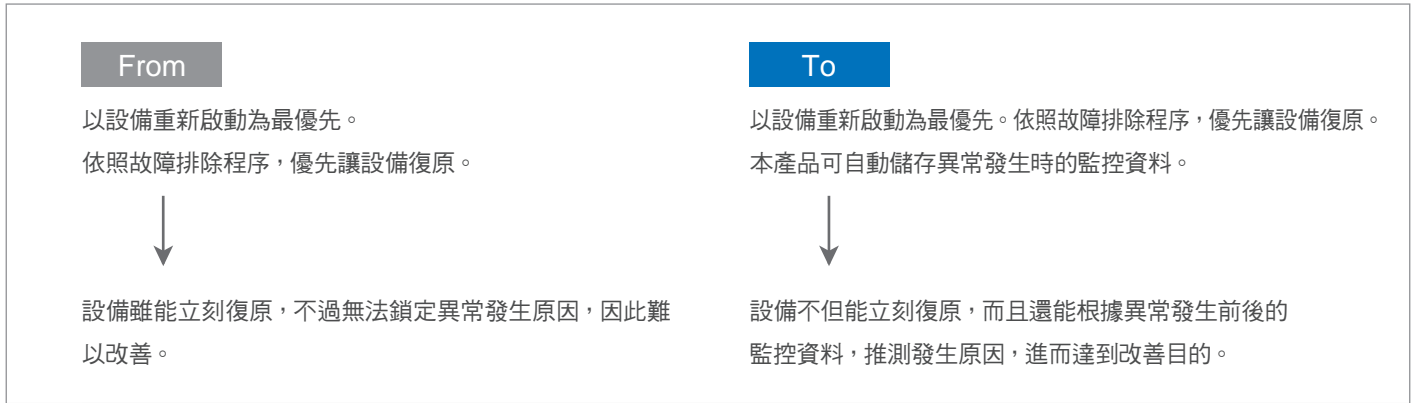 From
以設備重新啟動為最優先。
依照故障排除程序，優先讓設備復原。
設備雖能立刻復原，不過無法鎖定異常發生原因，因此難
以改善。
To
以設備重新啟動為最優先。依照故障排除程序，優先讓設備復原。
本產品可自動儲存異常發生時的監控資料。
設備不但能立刻復原，而且還能根據異常發生前後的
監控資料，推測發生原因，進而達到改善目的。